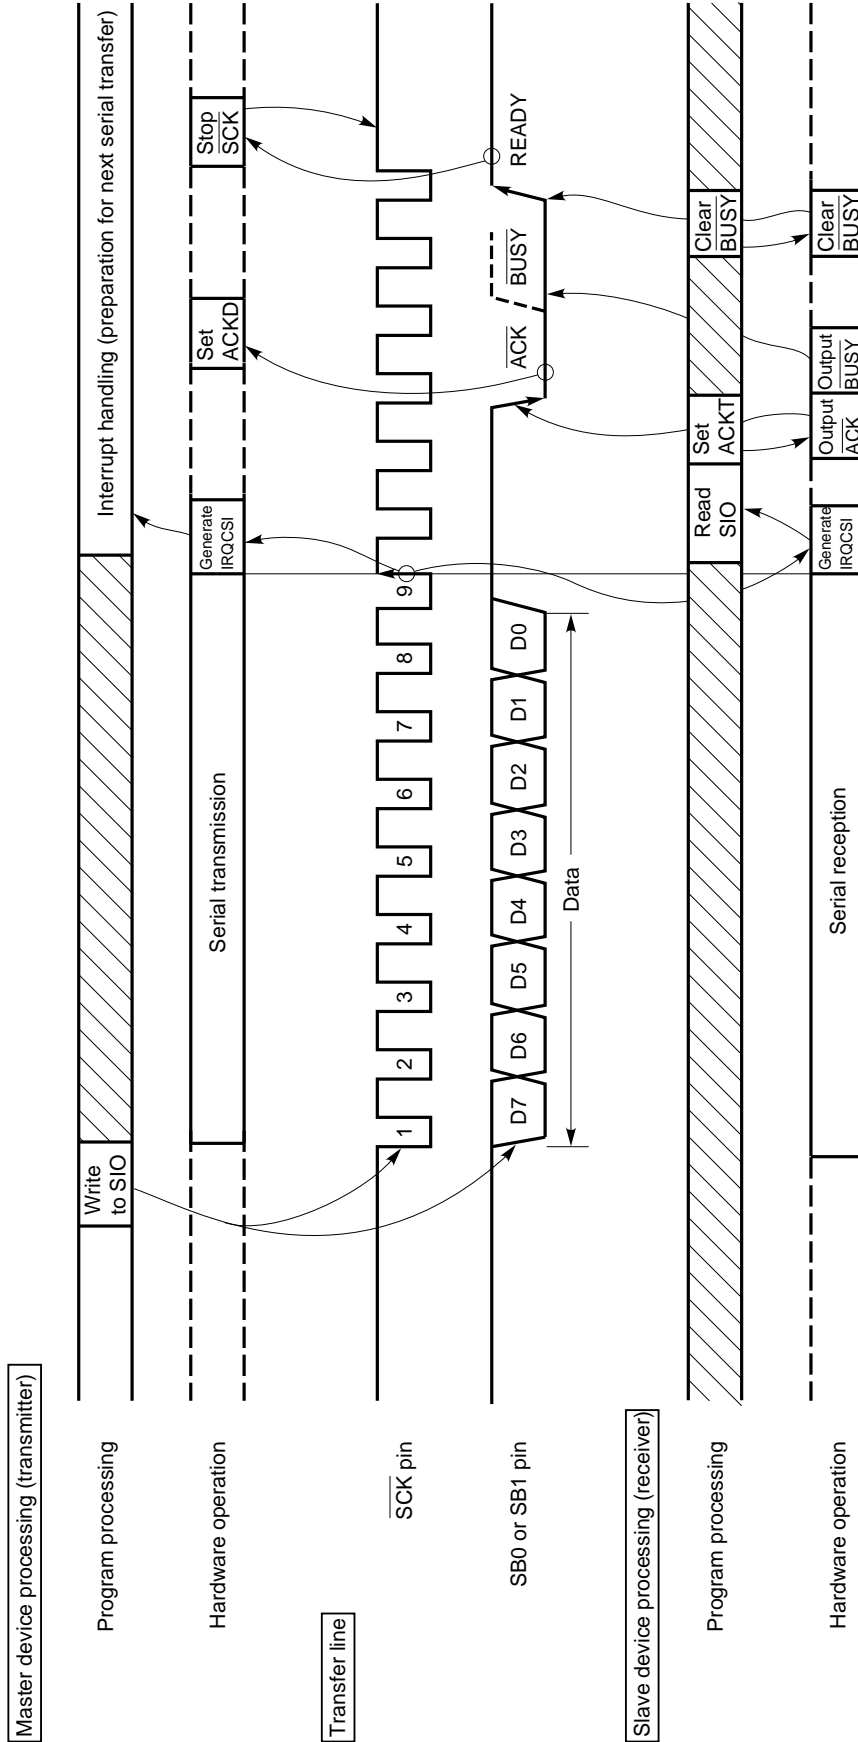 Master device processing (transmitter)
Program processing
Write
to SIO
Interrupt handling (preparation for next serial transfer)
Hardware operation
Serial transmission
Generate
IRQCSI
Set
ACKD
Stop
SCK
Transfer line
SCK pin
1
2
3
4
5
6
7
8
9
SB0 or SB1 pin
D7
D6
D5
D4
D3
D2
D1
D0
ACK
BUSY
READY
Data
Slave device processing (receiver)
Program processing
Read
SIO
Set
ACKT
Clear
BUSY
Hardware operation
Serial reception
Generate
IRQCSI
Output
ACK
Output
BUSY
Clear
BUSY